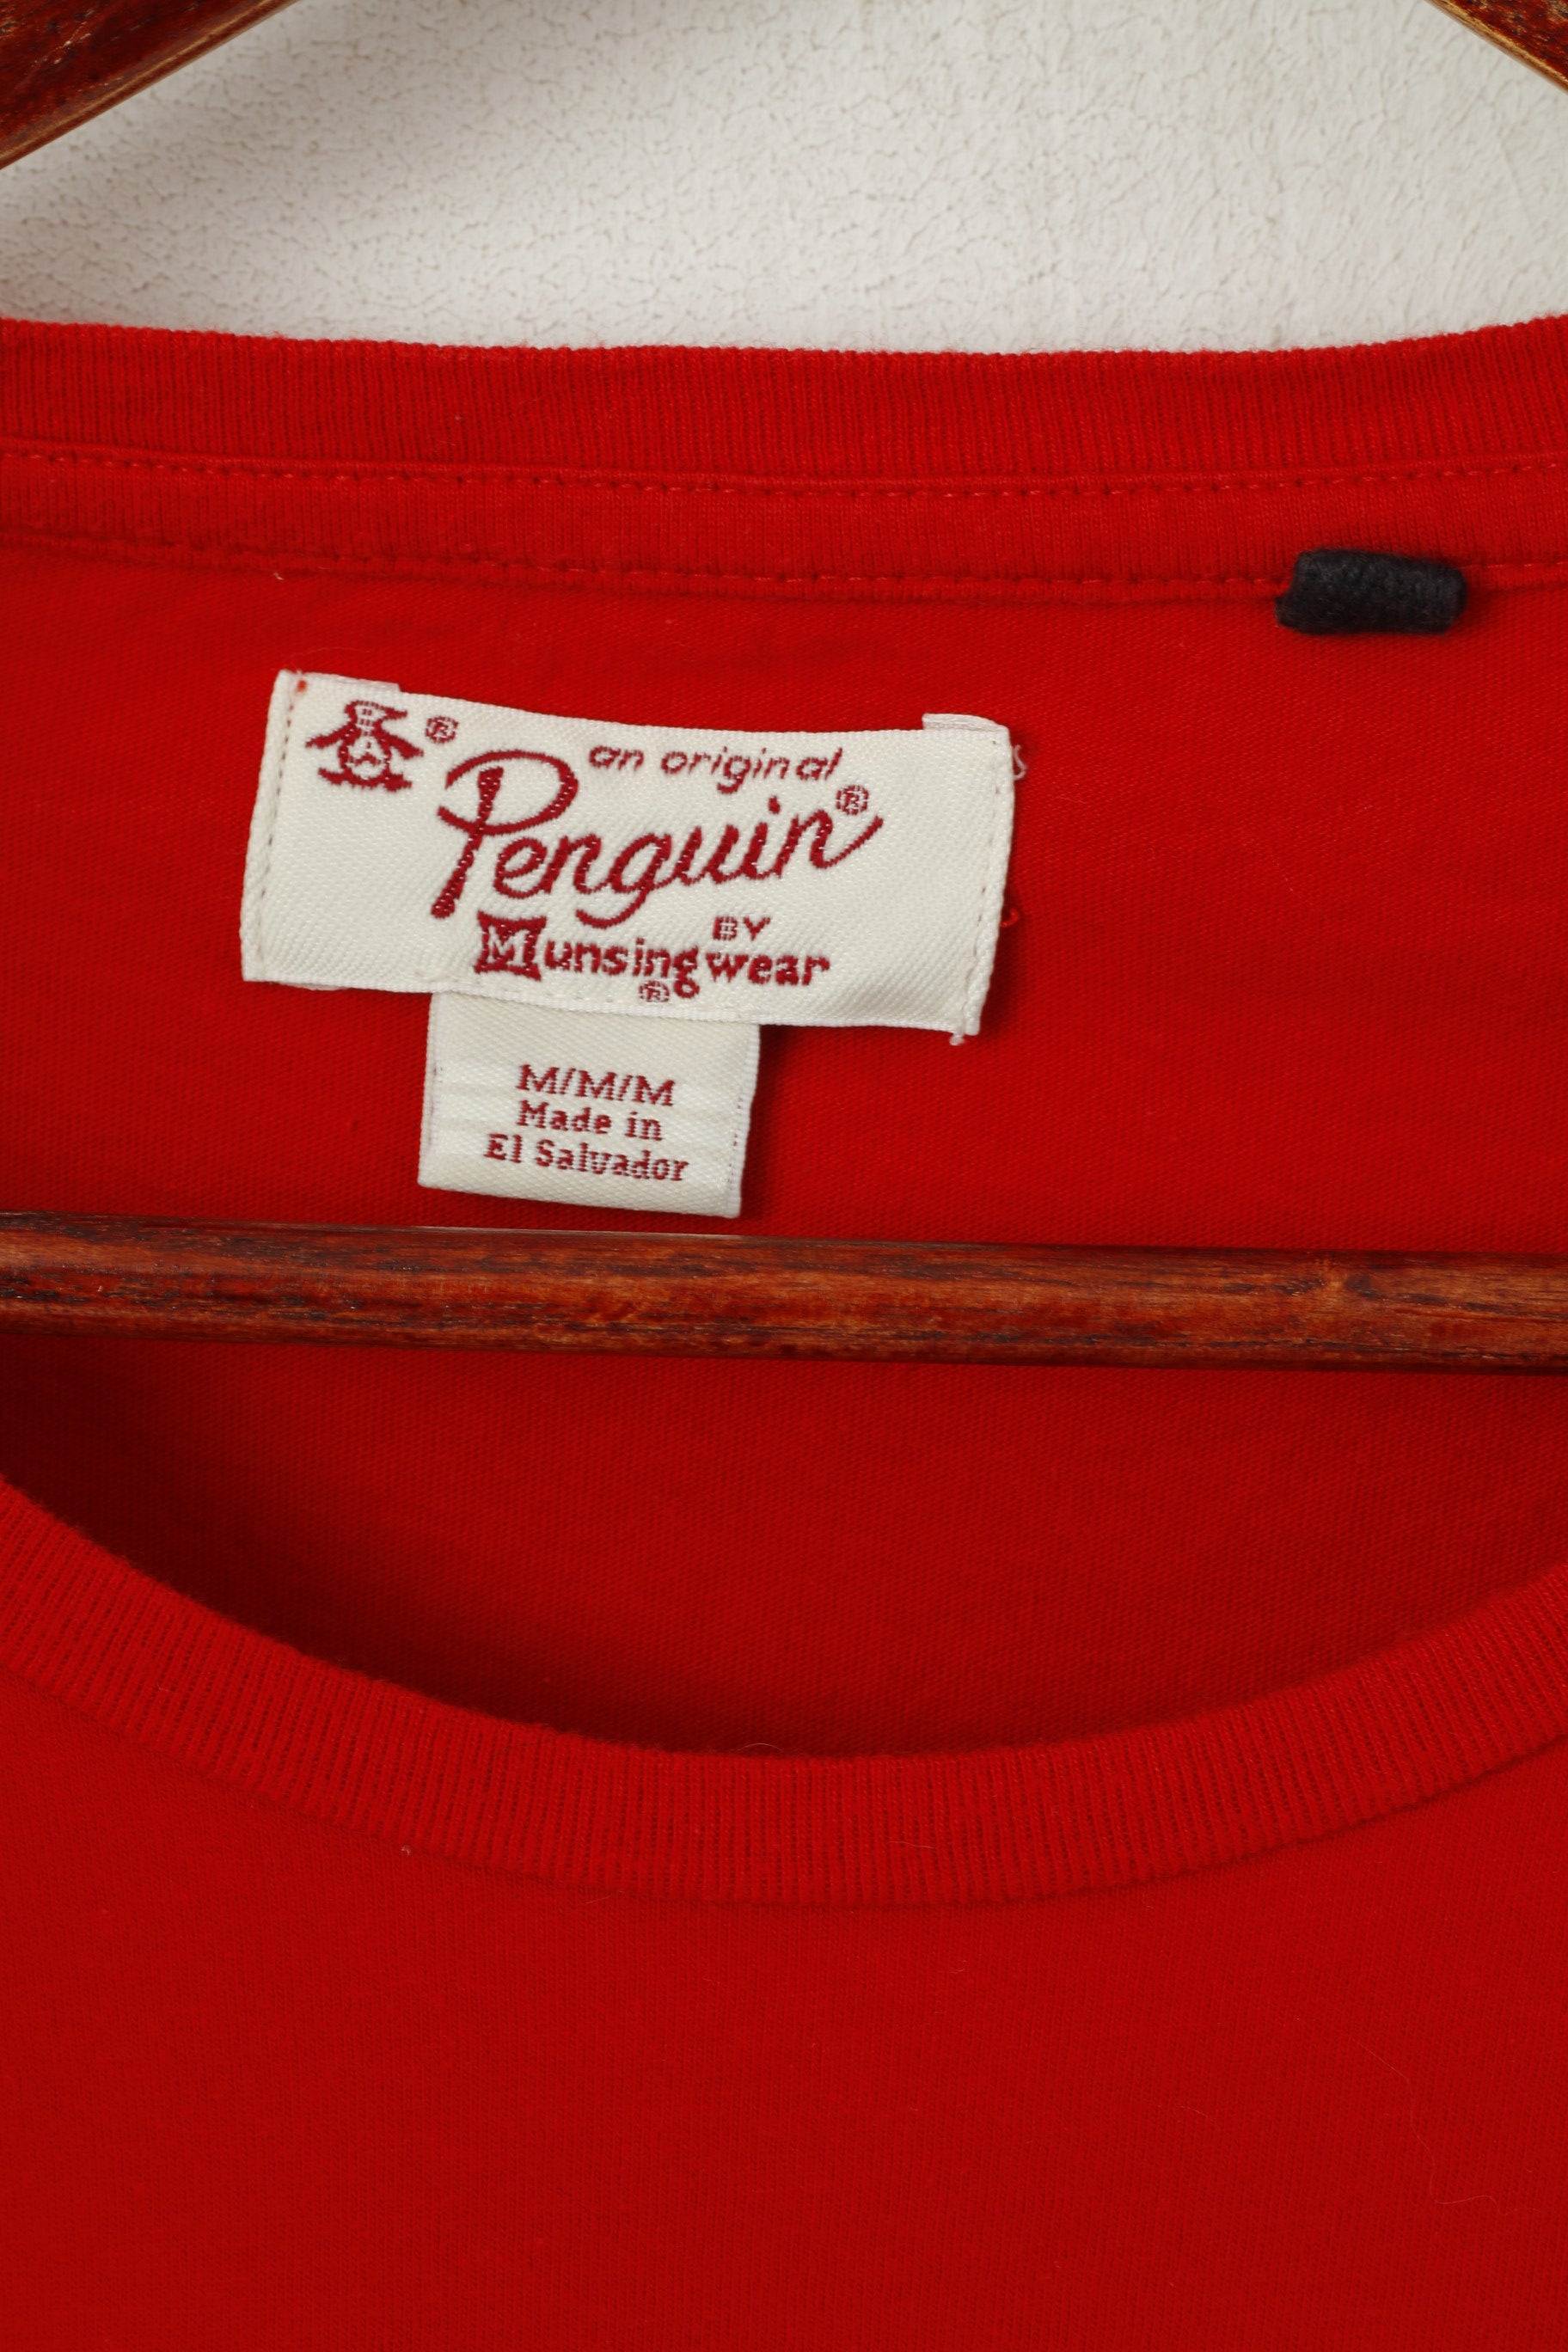 ®
an original
Penguin®
BY
Munsingwear
®
M/M/M
Made in
El Salvador